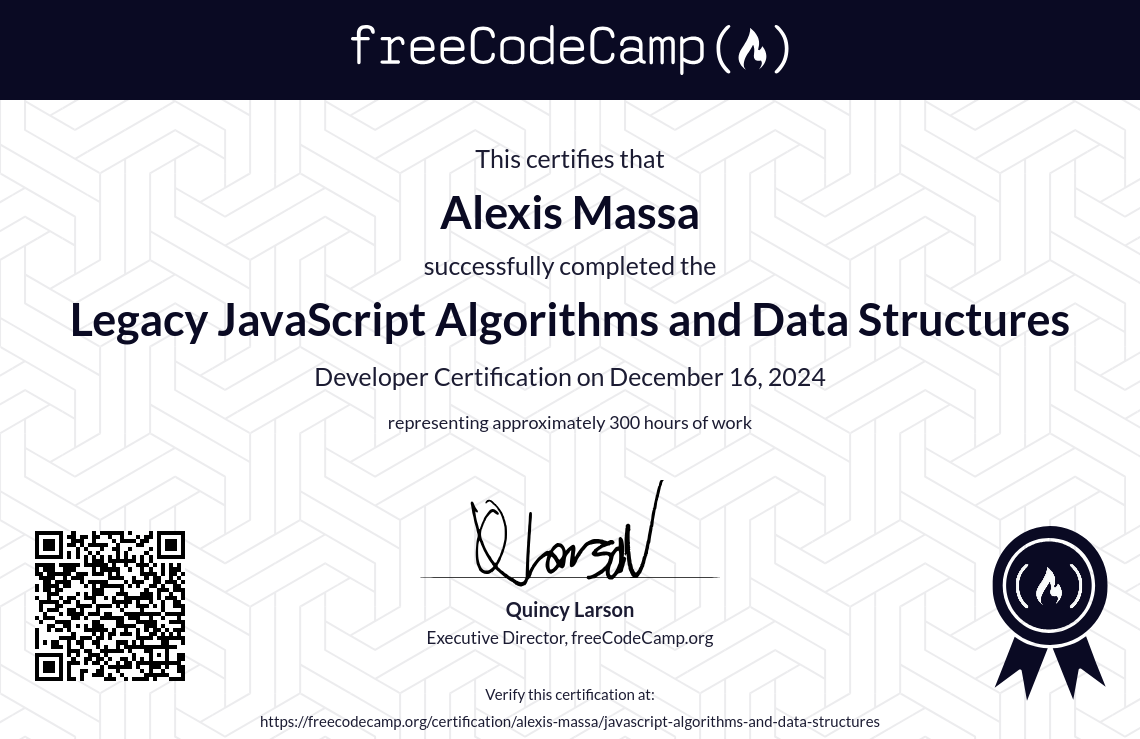 freeCodeCamp(🔥)
This certifies that
Alexis Massa
successfully completed the
Legacy JavaScript Algorithms and Data Structures
Developer Certification on December 16, 2024
representing approximately 300 hours of work
Q Larson
Quincy Larson
Executive Director, freeCodeCamp.org
Verify this certification at:
https://freecodecamp.org/certification/alexis-massa/javascript-algorithms-and-data-structures